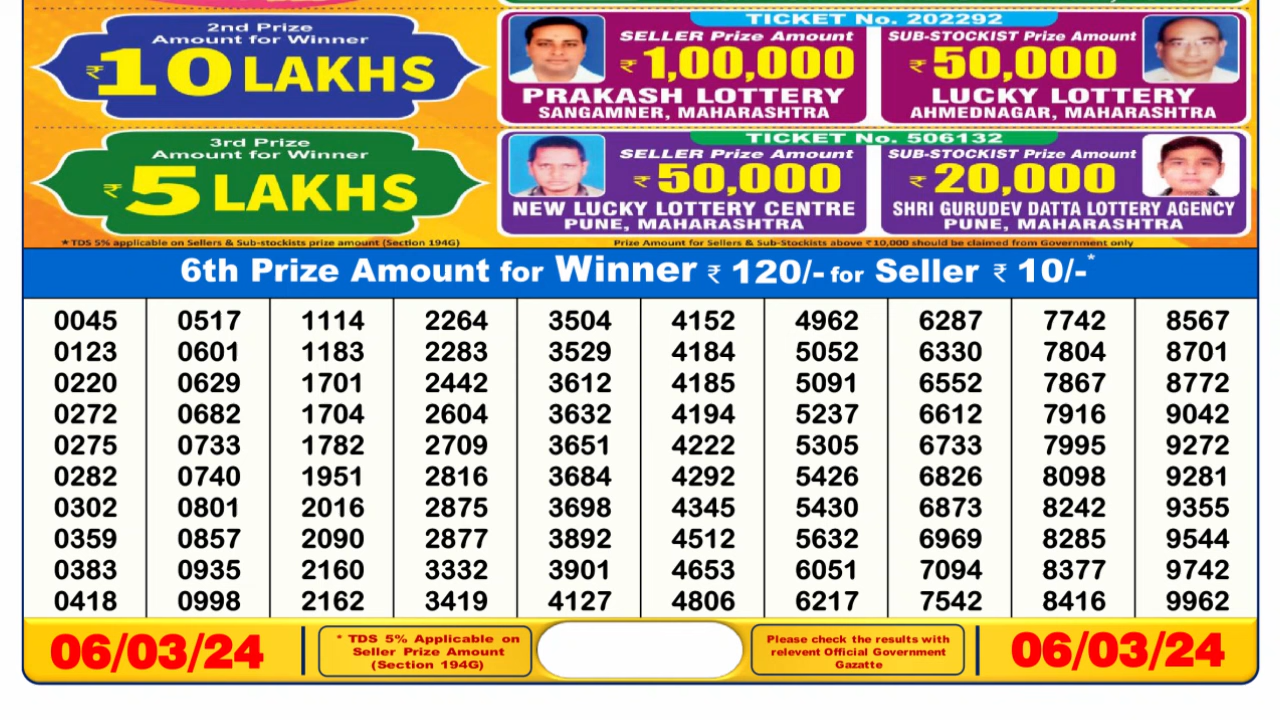 2nd Prize
Amount for Winner
₹10 LAKHS
TICKET No. 202292
SELLER Prize Amount
₹1,00,000
PRAKASH LOTTERY
SANGAMNER, MAHARASHTRA
SUB-STOCKIST Prize Amount
₹50,000
LUCKY LOTTERY
AHMEDNAGAR, MAHARASHTRA
3rd Prize
Amount for Winner
₹5 LAKHS
TICKET No. 506132
SELLER Prize Amount
₹50,000
NEW LUCKY LOTTERY CENTRE
PUNE, MAHARASHTRA
SUB-STOCKIST Prize Amount
₹20,000
SHRI GURUDEV DATTA LOTTERY AGENCY
PUNE, MAHARASHTRA
* TDS 5% applicable on Sellers & Sub-stockists prize amount (Section 194G)
Prize Amount for Sellers & Sub-Stockists above ₹10,000 should be claimed from Government only
6th Prize Amount for Winner ₹ 120/- for Seller ₹ 10/-*
0045 0517 1114 2264 3504 4152 4962 6287 7742 8567
0123 0601 1183 2283 3529 4184 5052 6330 7804 8701
0220 0629 1701 2442 3612 4185 5091 6552 7867 8772
0272 0682 1704 2604 3632 4194 5237 6612 7916 9042
0275 0733 1782 2709 3651 4222 5305 6733 7995 9272
0282 0740 1951 2816 3684 4292 5426 6826 8098 9281
0302 0801 2016 2875 3698 4345 5430 6873 8242 9355
0359 0857 2090 2877 3892 4512 5632 6969 8285 9544
0383 0935 2160 3332 3901 4653 6051 7094 8377 9742
0418 0998 2162 3419 4127 4806 6217 7542 8416 9962
06/03/24
* TDS 5% Applicable on
Seller Prize Amount
(Section 194G)
Please check the results with
relevent Official Government
Gazatte
06/03/24